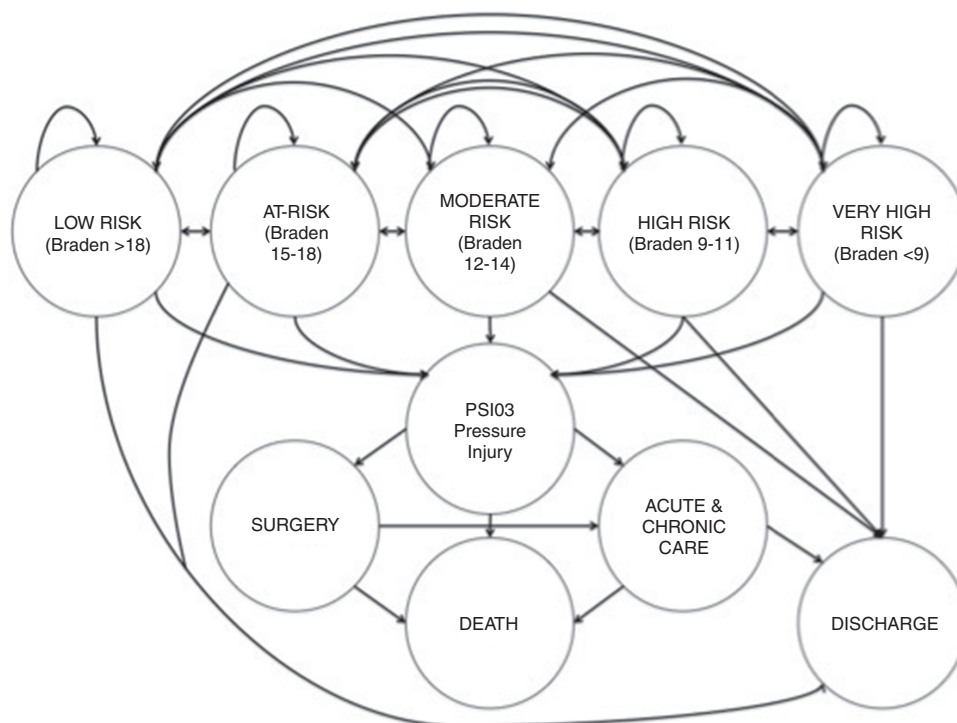 LOW RISK
(Braden >18)
AT-RISK
(Braden
15-18)
MODERATE
RISK
(Braden
12-14)
HIGH RISK
(Braden 9-11)
VERY HIGH
RISK
(Braden <9)
PSI03
Pressure
Injury
SURGERY
ACUTE &
CHRONIC
CARE
DEATH
DISCHARGE